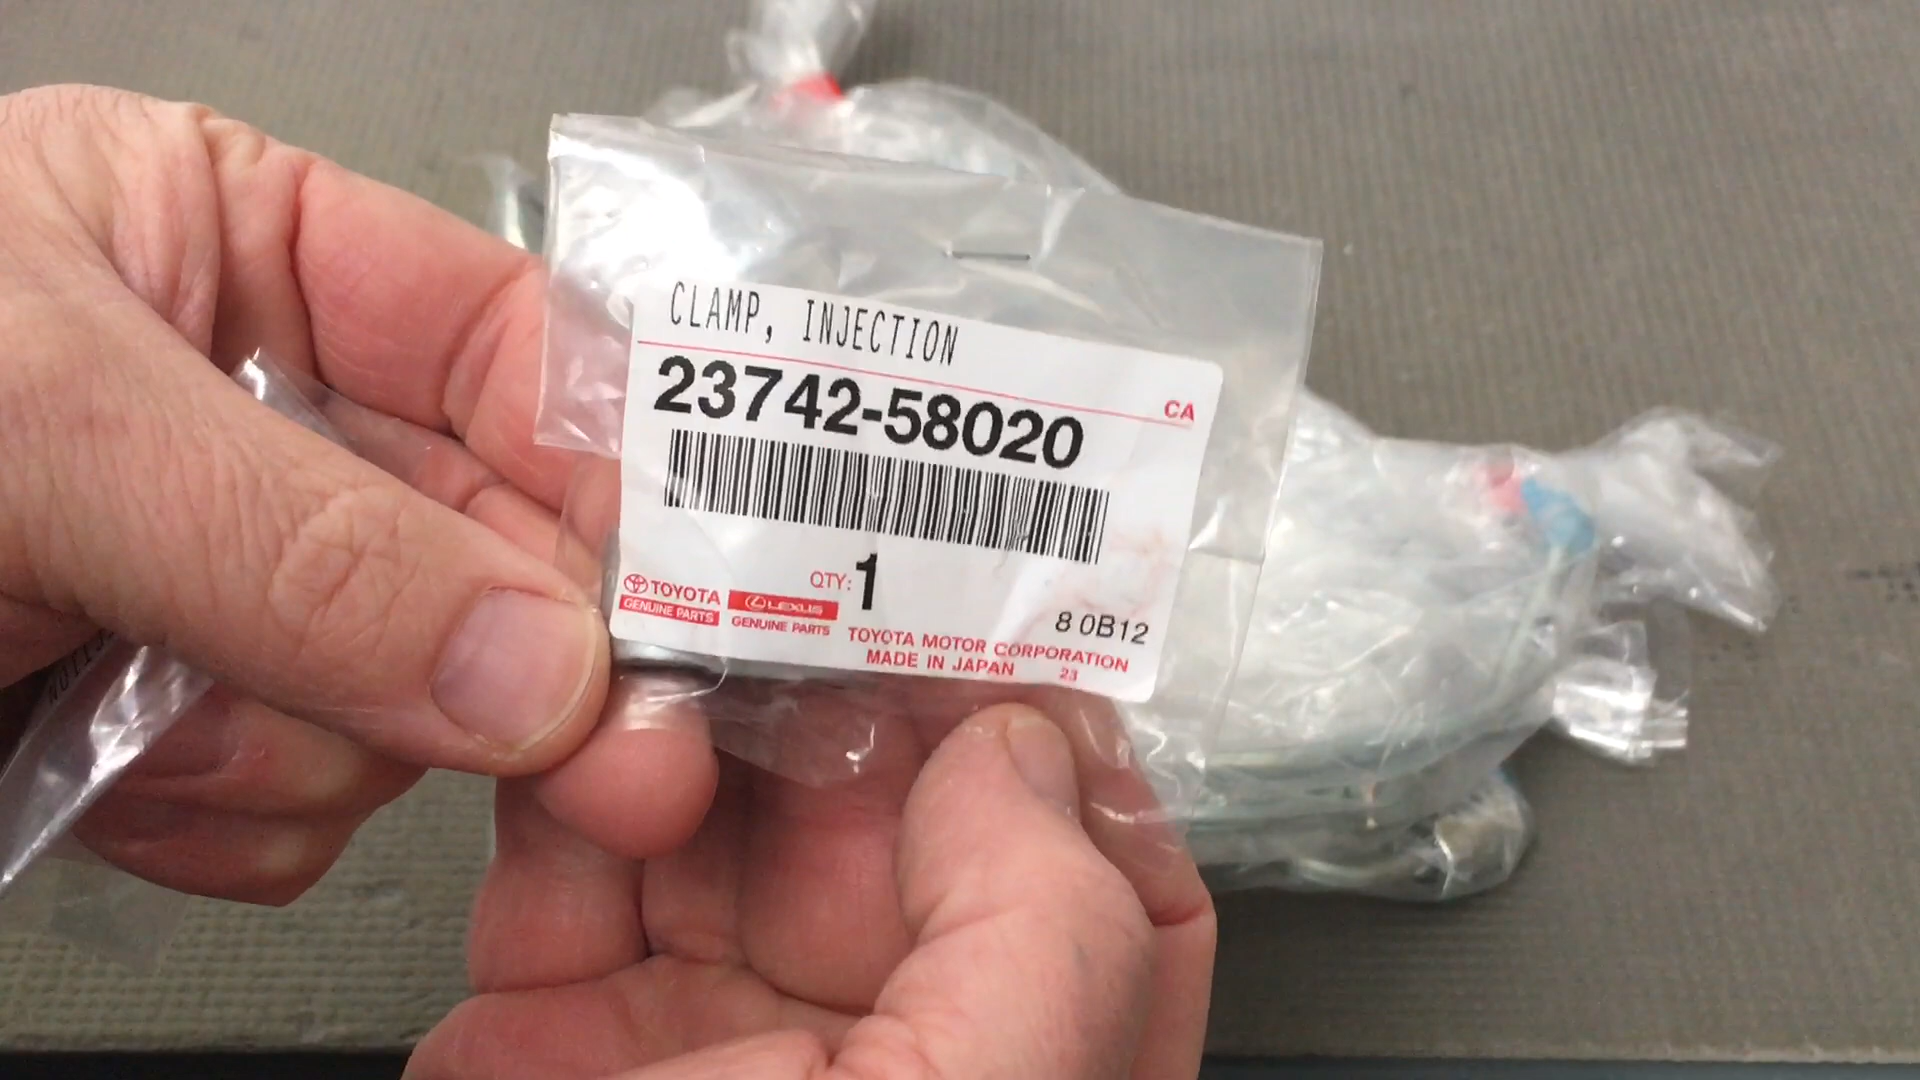 CLAMP, INJECTION
CA
23742-58020
QTY: 1
TOYOTA
GENUINE PARTS
LEXUS
GENUINE PARTS
8 0B12
TOYOTA MOTOR CORPORATION
MADE IN JAPAN 23